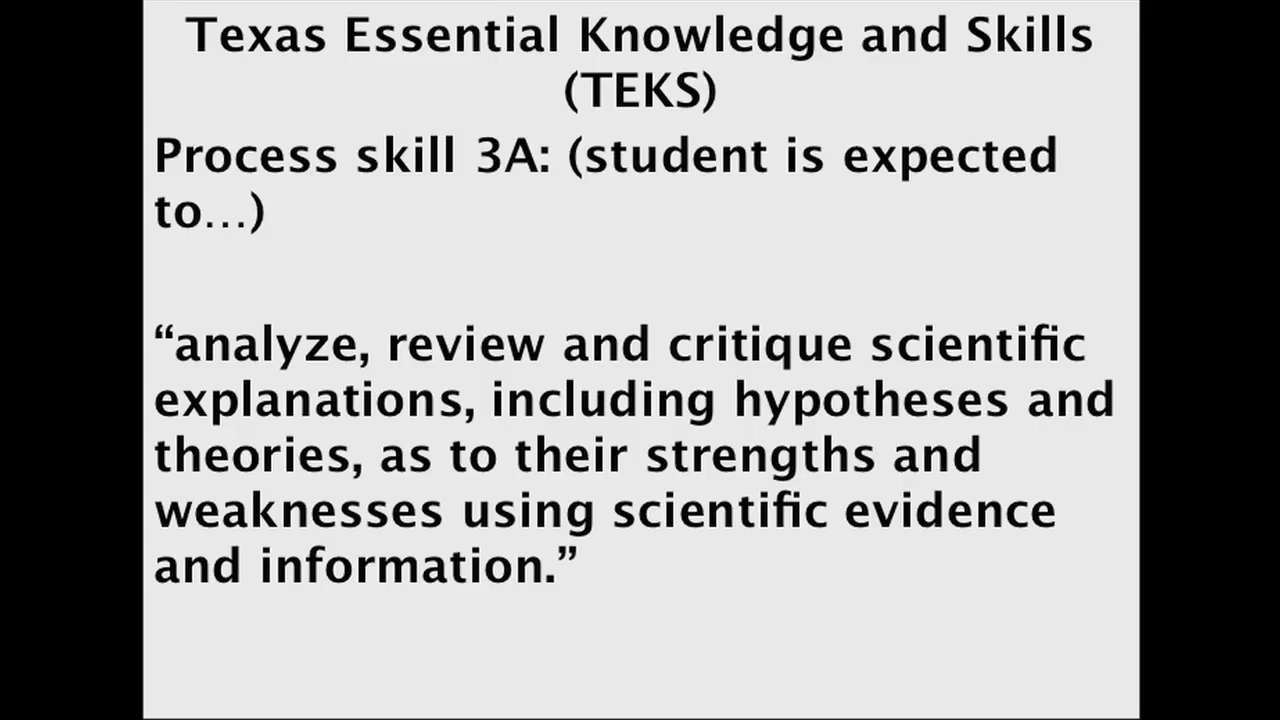 Texas Essential Knowledge and Skills
(TEKS)
Process skill 3A: (student is expected
to…)
“analyze, review and critique scientific
explanations, including hypotheses and
theories, as to their strengths and
weaknesses using scientific evidence
and information.”